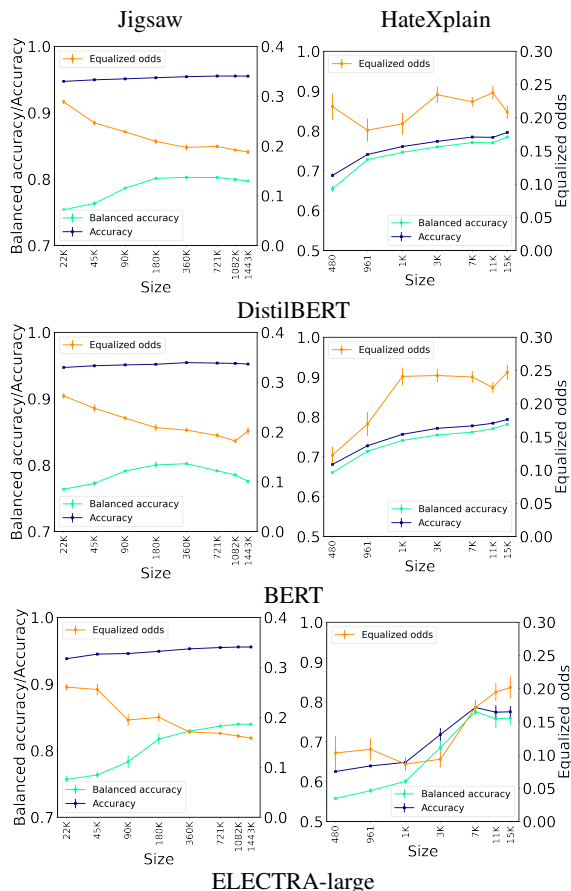 Jigsaw HateXplain
1.0 0.4 1.0 0.30
Equalized odds Equalized odds
0.9 0.3 0.9 0.25
0.8 0.20
0.8 0.2 0.7 0.15
0.1 0.6 0.10
0.05
0.7 0.0 0.5 0.00
Balanced accuracy Balanced accuracy
Accuracy Accuracy
Balanced accuracy/Accuracy Equalized odds
22K 45K 90K 180K 360K 721K 1082K 1443K 480 961 1K 3K 7K 11K 15K
Size Size
DistilBERT
1.0 0.4 1.0 0.30
Equalized odds Equalized odds
0.9 0.3 0.9 0.25
0.8 0.20
0.8 0.2 0.7 0.15
0.1 0.6 0.10
0.05
0.7 0.0 0.5 0.00
Balanced accuracy Balanced accuracy
Accuracy Accuracy
Balanced accuracy/Accuracy Equalized odds
22K 45K 90K 180K 360K 721K 1082K 1443K 480 961 1K 3K 7K 11K 15K
Size Size
BERT
1.0 0.4 1.0 0.30
Equalized odds Equalized odds
0.9 0.3 0.9 0.25
0.8 0.20
0.8 0.2 0.7 0.15
0.1 0.6 0.10
0.05
0.7 0.0 0.5 0.00
Balanced accuracy Balanced accuracy
Accuracy Accuracy
Balanced accuracy/Accuracy Equalized odds
22K 45K 90K 180K 360K 721K 1082K 1443K 480 961 1K 3K 7K 11K 15K
Size Size
ELECTRA-large